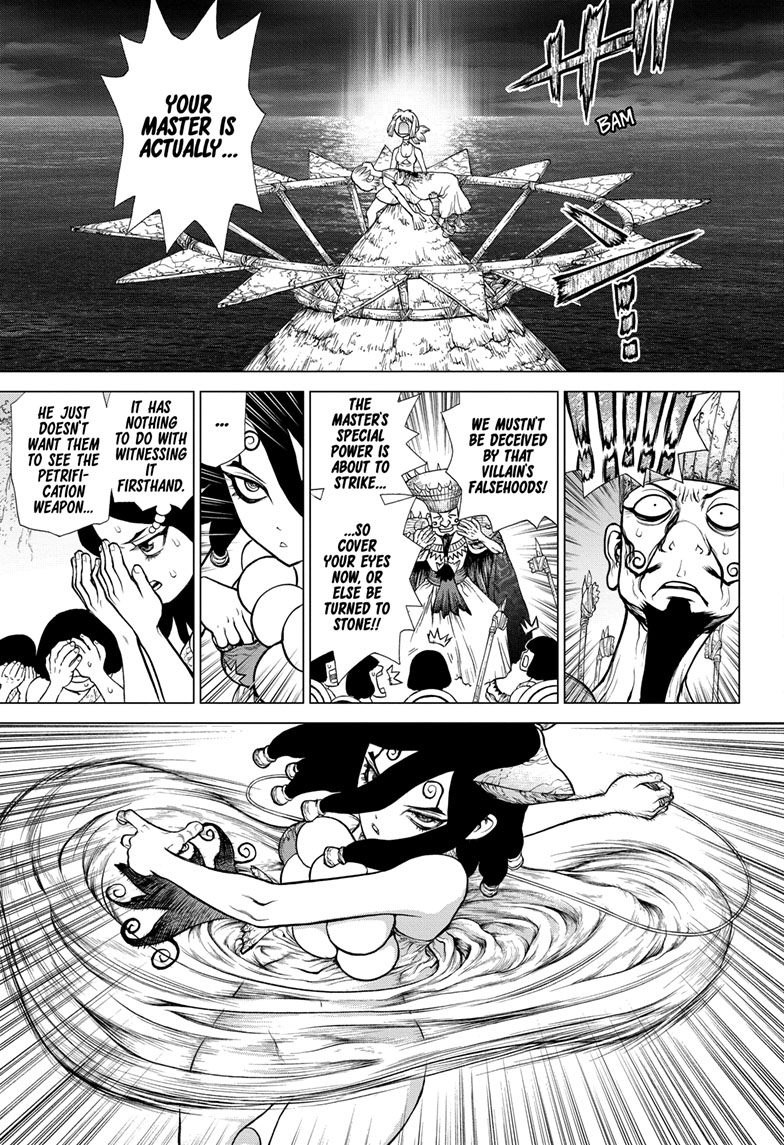 YOUR
MASTER IS
ACTUALLY...
BAM
WE MUSTN'T
BE DECEIVED
BY THAT
VILLAIN'S
FALSEHOODS!
THE
MASTER'S
SPECIAL
POWER IS
ABOUT TO
STRIKE...
...SO
COVER
YOUR EYES
NOW, OR
ELSE BE
TURNED TO
STONE!!
...
IT HAS
NOTHING
TO DO WITH
WITNESSING
IT
FIRSTHAND.
HE JUST
DOESN'T
WANT THEM
TO SEE THE
PETRIFI-
CATION
WEAPON...